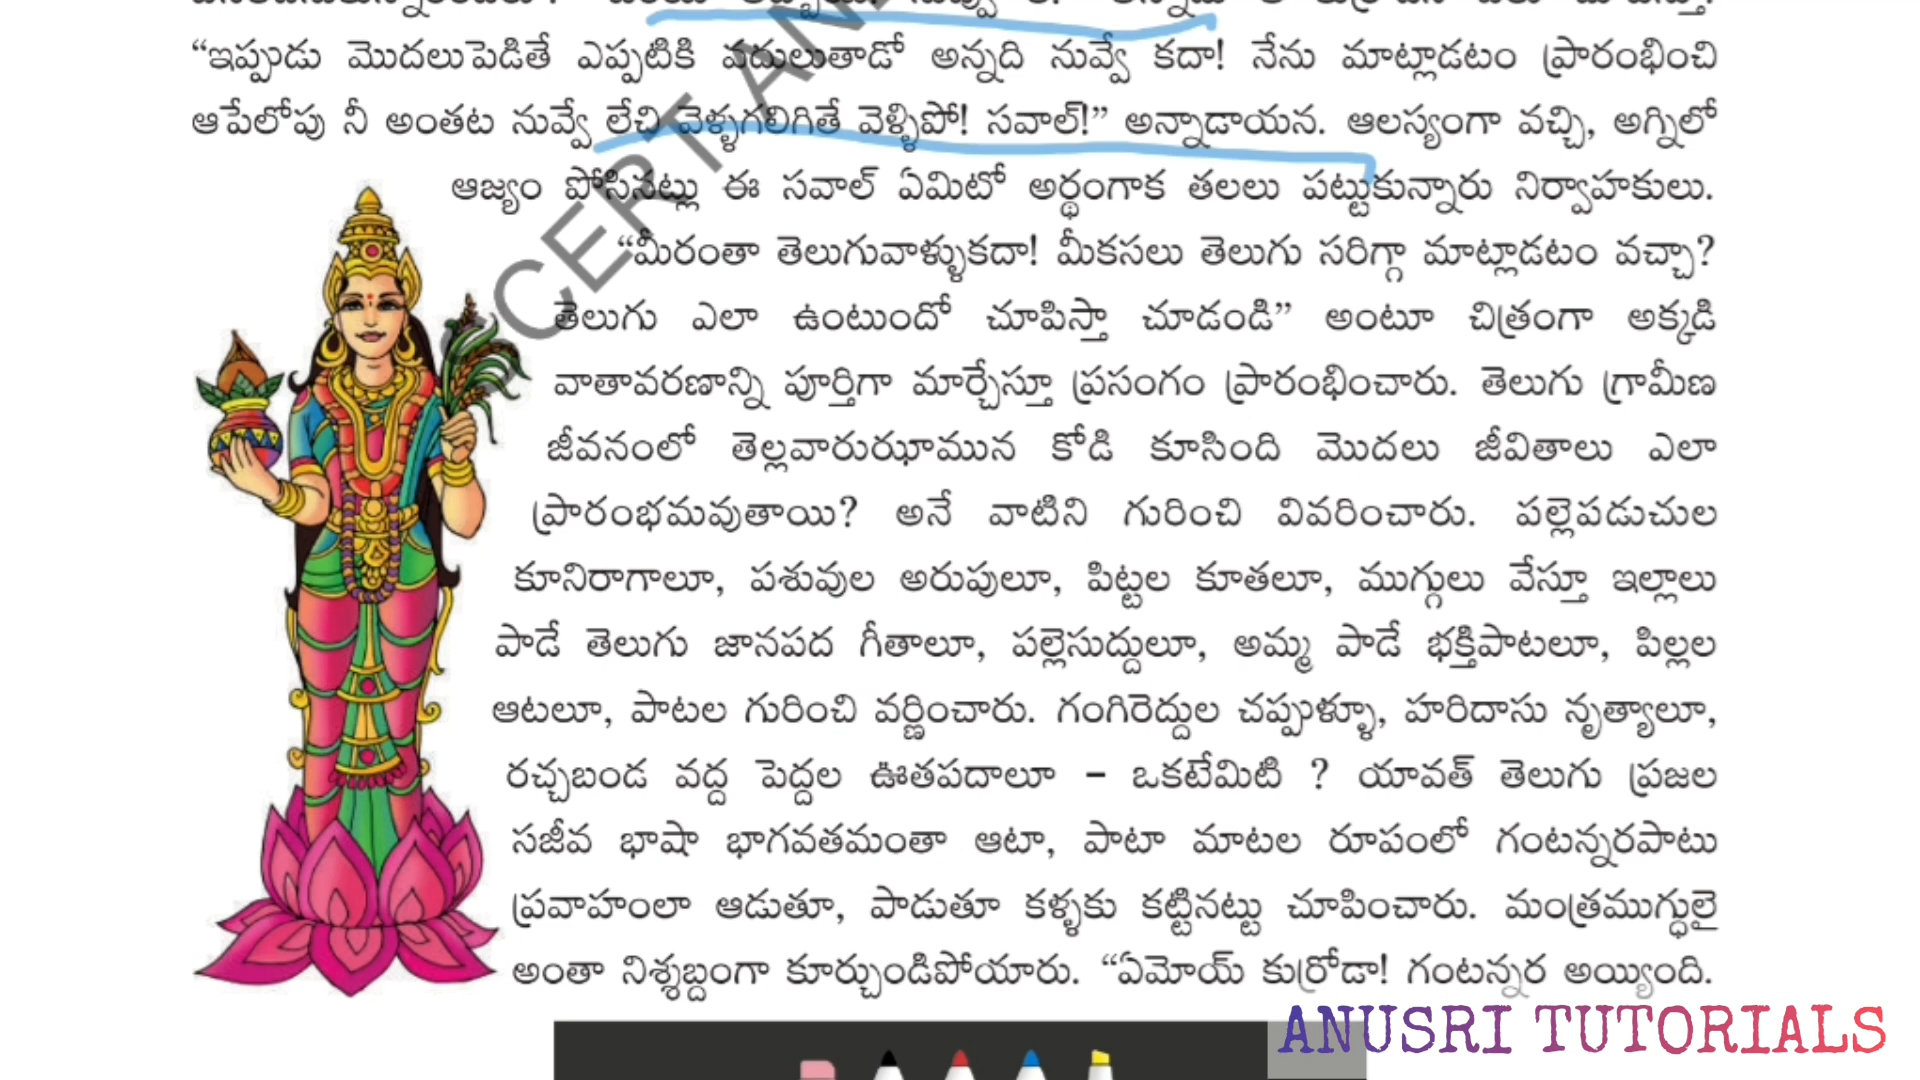 “ఇప్పుడు మొదలుపెడితే ఎప్పటికి వదులుతాడో అన్నది నువ్వే కదా! నేను మాట్లాడటం ప్రారంభించి
ఆపేలోపు నీ అంతట నువ్వే లేచి వెళ్ళగలిగితే వెళ్ళిపో! సవాల్!” అన్నాడాయన. ఆలస్యంగా వచ్చి, అగ్నిలో
ఆజ్యం పోసినట్లు ఈ సవాల్ ఏమిటో అర్థంగాక తలలు పట్టుకున్నారు నిర్వాహకులు.
“మీరంతా తెలుగువాళ్ళుకదా! మీకసలు తెలుగు సరిగ్గా మాట్లాడటం వచ్చా?
తెలుగు ఎలా ఉంటుందో చూపిస్తా చూడండి” అంటూ చిత్రంగా అక్కడి
వాతావరణాన్ని పూర్తిగా మార్చేస్తూ ప్రసంగం ప్రారంభించారు. తెలుగు గ్రామీణ
జీవనంలో తెల్లవారుఝామున కోడి కూసింది మొదలు జీవితాలు ఎలా
ప్రారంభమవుతాయి? అనే వాటిని గురించి వివరించారు. పల్లెపడుచుల
కూనిరాగాలూ, పశువుల అరుపులూ, పిట్టల కూతలూ, ముగ్గులు వేస్తూ ఇల్లాలు
పాడే తెలుగు జానపద గీతాలూ, పల్లెసుద్దులూ, అమ్మ పాడే భక్తిపాటలూ, పిల్లల
ఆటలూ, పాటల గురించి వర్ణించారు. గంగిరెద్దుల చప్పుళ్ళూ, హరిదాసు నృత్యాలూ,
రచ్చబండ వద్ద పెద్దల ఊతపదాలూ – ఒకటేమిటి ? యావత్ తెలుగు ప్రజల
సజీవ భాషా భాగవతమంతా ఆటా, పాటా మాటల రూపంలో గంటన్నరపాటు
ప్రవాహంలా ఆడుతూ, పాడుతూ కళ్ళకు కట్టినట్టు చూపించారు. మంత్రముగ్ధులై
అంతా నిశ్శబ్దంగా కూర్చుండిపోయారు. “ఏమోయ్ కుర్రోడా! గంటన్నర అయ్యింది.
SCERT AN
ANUSRI TUTORIALS